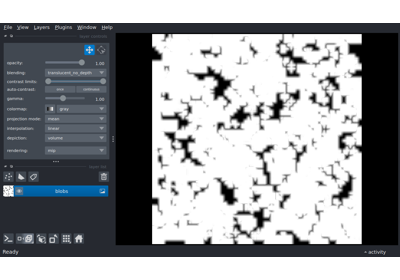 File View Layers Plugins Window Help
opacity: 1.00
blending: translucent_no_depth
contrast limits:
auto-contrast: once continuous
gamma: 1.00
colormap: gray
projection mode: mean
interpolation: linear
depiction: volume
rendering: mip
blobs
Ready
activity